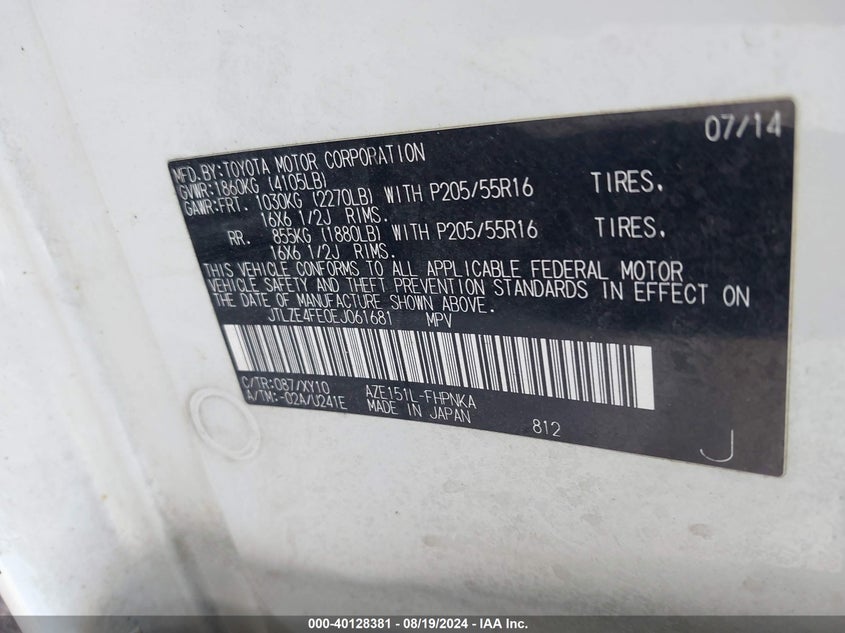 07/14
MFD.BY:TOYOTA MOTOR CORPORATION
GVWR:1860KG (4105LB)
GAWR:FRT. 1030KG (2270LB) WITH P205/55R16 TIRES.
16X6 1/2J RIMS.
RR. 855KG (1880LB) WITH P205/55R16 TIRES.
16X6 1/2J RIMS.
THIS VEHICLE CONFORMS TO ALL APPLICABLE FEDERAL MOTOR
VEHICLE SAFETY AND THEFT PREVENTION STANDARDS IN EFFECT ON
THE DATE OF MANUFACTURE SHOWN ABOVE.
JTLZE4FE0EJ061681 MPV
C/TR:087/XY10 AZE151L-FHPNKA
A/TM:-02A/U241E MADE IN JAPAN 812
J
000-40128381 - 08/19/2024 - IAA Inc.